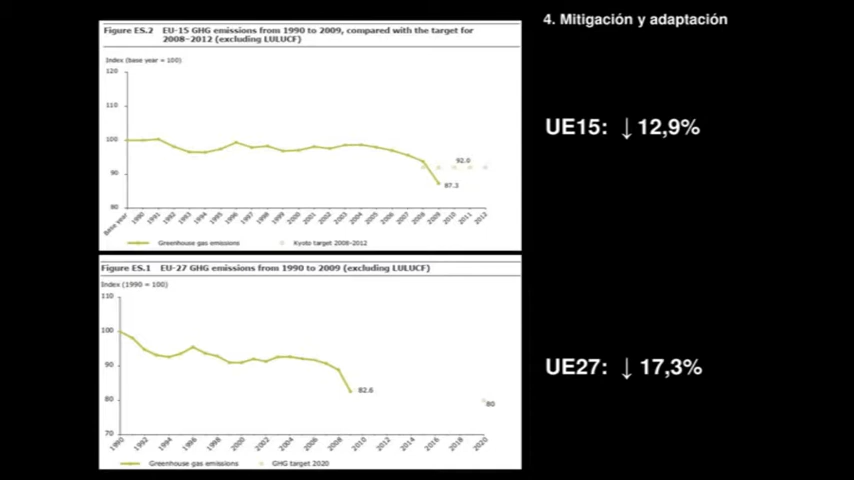 4. Mitigación y adaptación
Figure ES.2 EU-15 GHG emissions from 1990 to 2009, compared with the target for
2008–2012 (excluding LULUCF)
Index (base year = 100)
120
110
100
90
80
92.0
87.3
Base year 1990 1991 1992 1993 1994 1995 1996 1997 1998 1999 2000 2001 2002 2003 2004 2005 2006 2007 2008 2009 2010 2011 2012
Greenhouse gas emissions Kyoto target 2008–2012
UE15: ↓ 12,9%
Figure ES.1 EU-27 GHG emissions from 1990 to 2009 (excluding LULUCF)
Index (1990 = 100)
110
100
90
80
70
82.6
80
1990 1992 1994 1996 1998 2000 2002 2004 2006 2008 2010 2012 2014 2016 2018 2020
Greenhouse gas emissions GHG target 2020
UE27: ↓ 17,3%